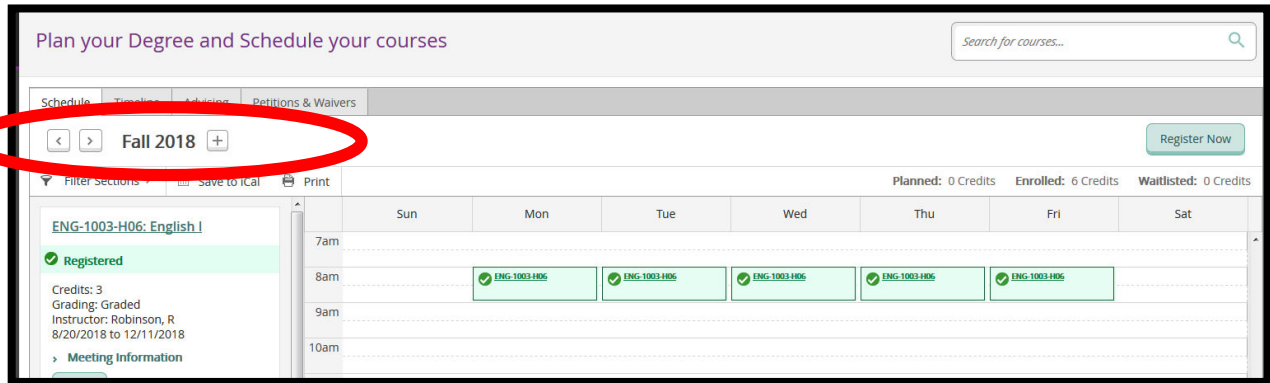 Plan your Degree and Schedule your courses
Search for courses...
Schedule Timeline Advising Petitions & Waivers
< > Fall 2018 +
Register Now
Filter Sections Save to iCal Print
Planned: 0 Credits Enrolled: 6 Credits Waitlisted: 0 Credits
ENG-1003-H06: English I
Registered
Credits: 3
Grading: Graded
Instructor: Robinson, R
8/20/2018 to 12/11/2018
› Meeting Information
Sun Mon Tue Wed Thu Fri Sat
7am
8am
ENG-1003-H06 ENG-1003-H06 ENG-1003-H06 ENG-1003-H06 ENG-1003-H06
9am
10am